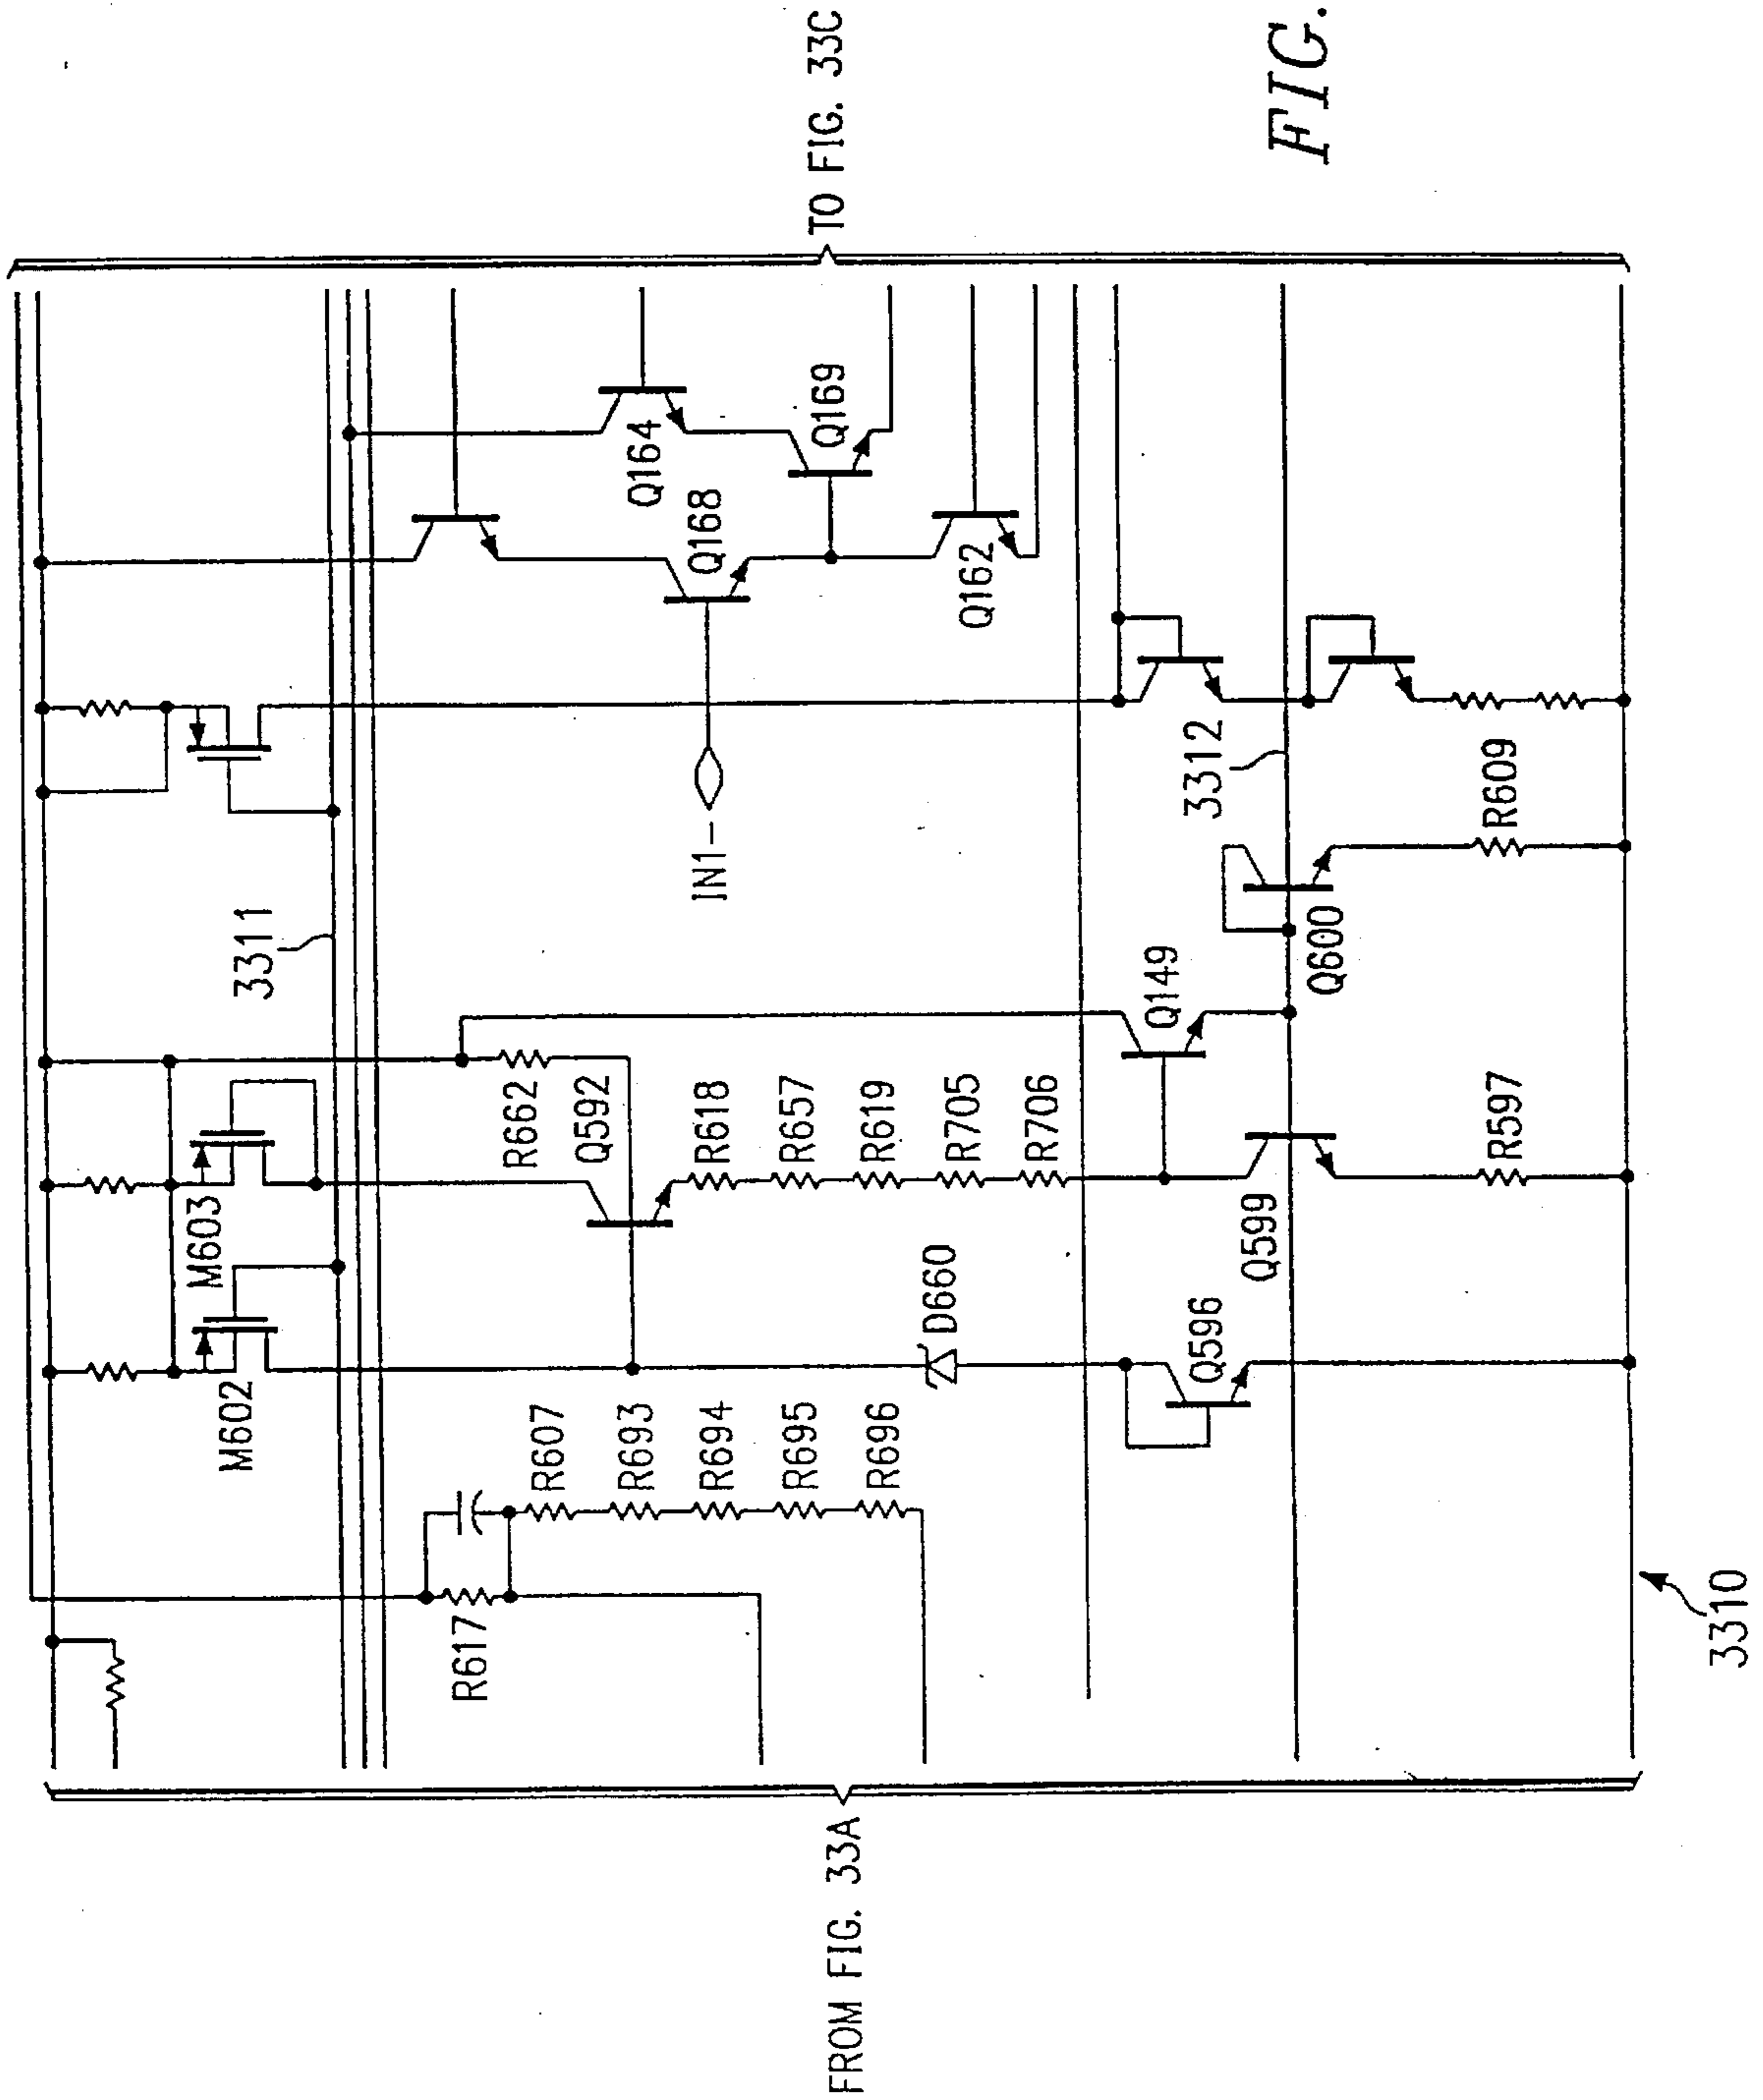 FROM FIG. 33A
TO FIG. 33C
FIG.
3310
3311
3312
R617
R607
R693
R694
R695
R696
M602
M603
R662
Q592
R618
R657
R619
R705
R706
D660
Q596
Q599
R597
Q149
Q600
R609
IN1-
Q168
Q164
Q169
Q162